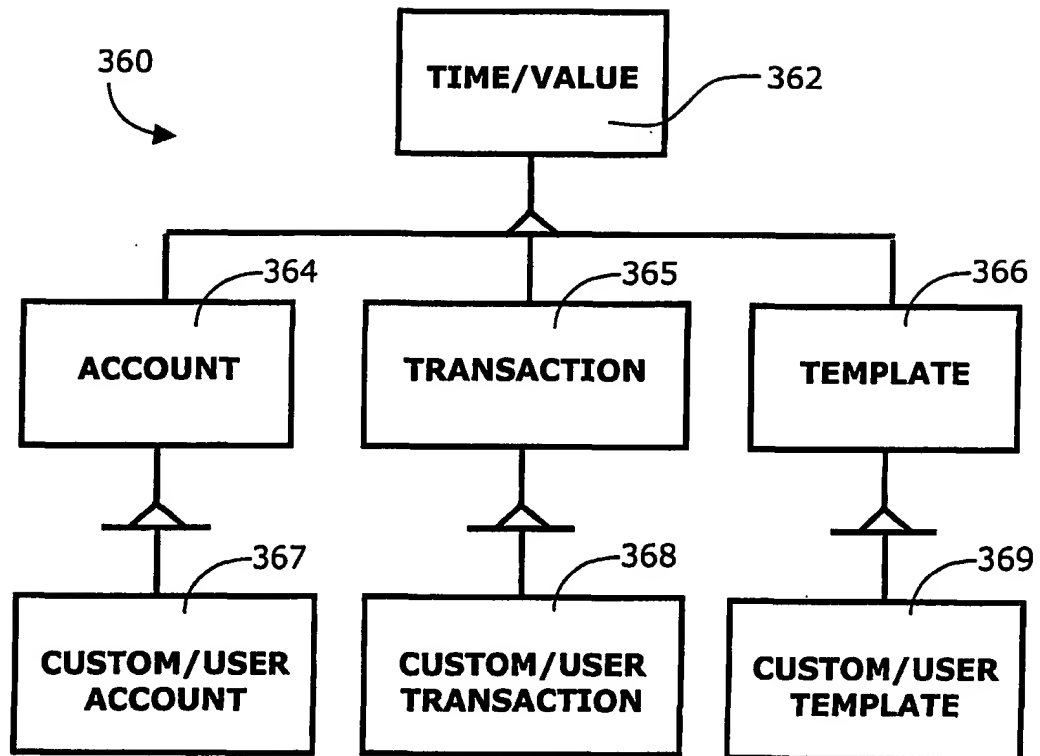 360
TIME/VALUE
362
364
365
366
ACCOUNT
TRANSACTION
TEMPLATE
367
368
369
CUSTOM/USER
ACCOUNT
CUSTOM/USER
TRANSACTION
CUSTOM/USER
TEMPLATE